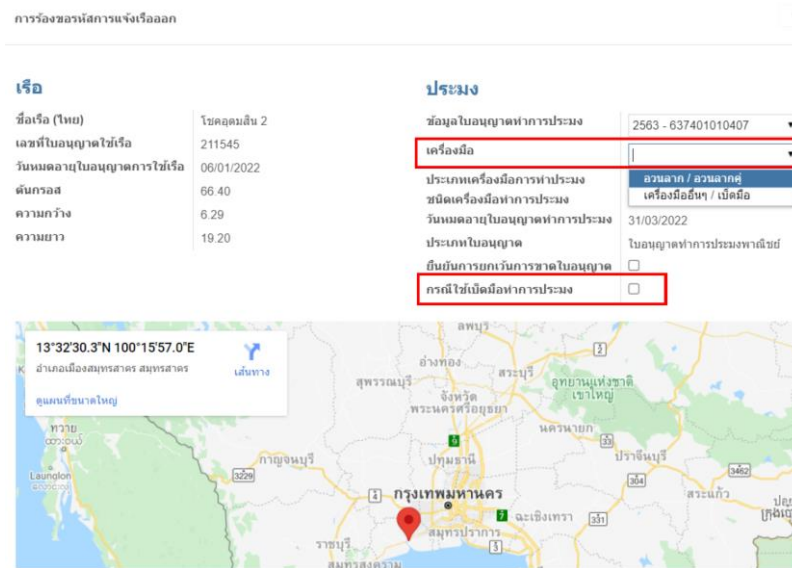 การร้องขอรหัสการแจ้งเรือออก
เรือ
ชื่อเรือ (ไทย) โชคอุดมสิน 2
เลขที่ใบอนุญาตใช้เรือ 211545
วันหมดอายุใบอนุญาตการใช้เรือ 06/01/2022
ตันกรอส 66.40
ความกว้าง 6.29
ความยาว 19.20
ประมง
ข้อมูลใบอนุญาตทำการประมง 2563 - 637401010407
เครื่องมือ
อวนลาก / อวนลากคู่
เครื่องมืออื่นๆ / เบ็ดมือ
ประเภทเครื่องมือการทำประมง
ชนิดเครื่องมือทำการประมง
วันหมดอายุใบอนุญาตทำการประมง 31/03/2022
ประเภทใบอนุญาต ใบอนุญาตทำการประมงพาณิชย์
ยืนยันการยกเว้นการขาดใบอนุญาต
กรณีใช้เบ็ดมือทำการประมง
13°32'30.3"N 100°15'57.0"E
อำเภอเมืองสมุทรสาคร สมุทรสาคร
เส้นทาง
ดูแผนที่ขนาดใหญ่
ลพบุรี
2
อ่างทอง
สระบุรี
สุพรรณบุรี
อุทยานแห่งชาติ
เขาใหญ่
จังหวัด
พระนครศรีอยุธยา
ทวาย
ထားဝယ်
นครนายก
33
9
ปทุมธานี
ปราจีนบุรี
กาญจนบุรี
Launglon
3229
304
3462
สระแก้ว
4
กรุงเทพมหานคร
7
ฉะเชิงเทรา
331
สมุทรปราการ
3
ราชบุรี
สมุทรสงคราม